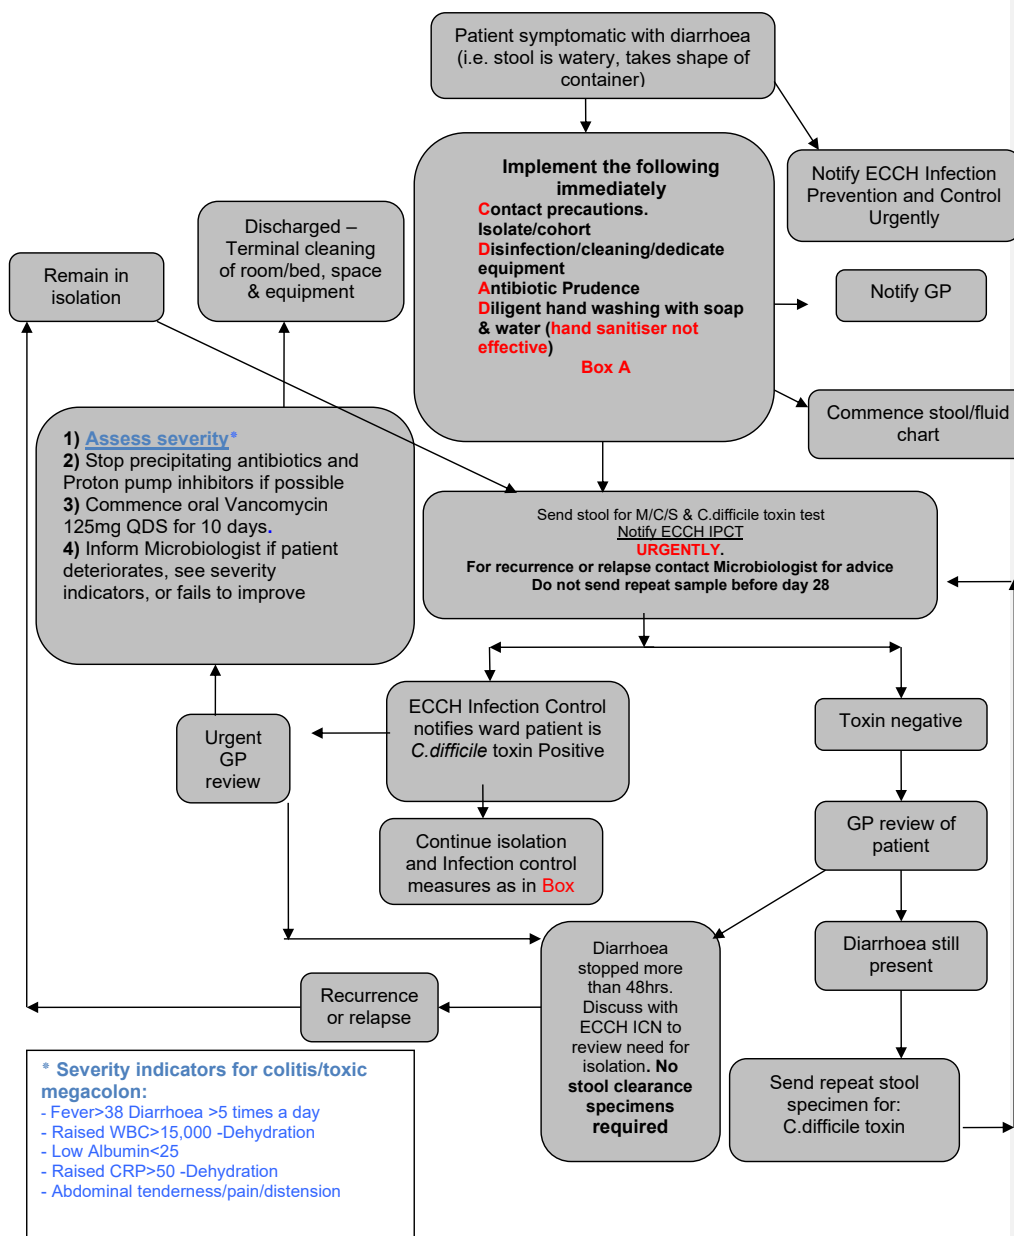 Patient symptomatic with diarrhoea
(i.e. stool is watery, takes shape of
container)
Implement the following
immediately
Contact precautions.
Isolate/cohort
Disinfection/cleaning/dedicate
equipment
Antibiotic Prudence
Diligent hand washing with soap
& water (hand sanitiser not
effective)
Box A
Notify ECCH Infection
Prevention and Control
Urgently
Notify GP
Commence stool/fluid
chart
Discharged –
Terminal cleaning
of room/bed, space
& equipment
Remain in
isolation
1) Assess severity*
2) Stop precipitating antibiotics and
Proton pump inhibitors if possible
3) Commence oral Vancomycin
125mg QDS for 10 days.
4) Inform Microbiologist if patient
deteriorates, see severity
indicators, or fails to improve
Send stool for M/C/S & C.difficile toxin test
Notify ECCH IPCT
URGENTLY.
For recurrence or relapse contact Microbiologist for advice
Do not send repeat sample before day 28
ECCH Infection Control
notifies ward patient is
C.difficile toxin Positive
Toxin negative
Urgent
GP
review
Continue isolation
and Infection control
measures as in Box
GP review of
patient
Diarrhoea still
present
Diarrhoea
stopped more
than 48hrs.
Discuss with
ECCH ICN to
review need for
isolation. No
stool clearance
specimens
required
Recurrence
or relapse
Send repeat stool
specimen for:
C.difficile toxin
* Severity indicators for colitis/toxic
megacolon:
- Fever>38 Diarrhoea >5 times a day
- Raised WBC>15,000 -Dehydration
- Low Albumin<25
- Raised CRP>50 -Dehydration
- Abdominal tenderness/pain/distension